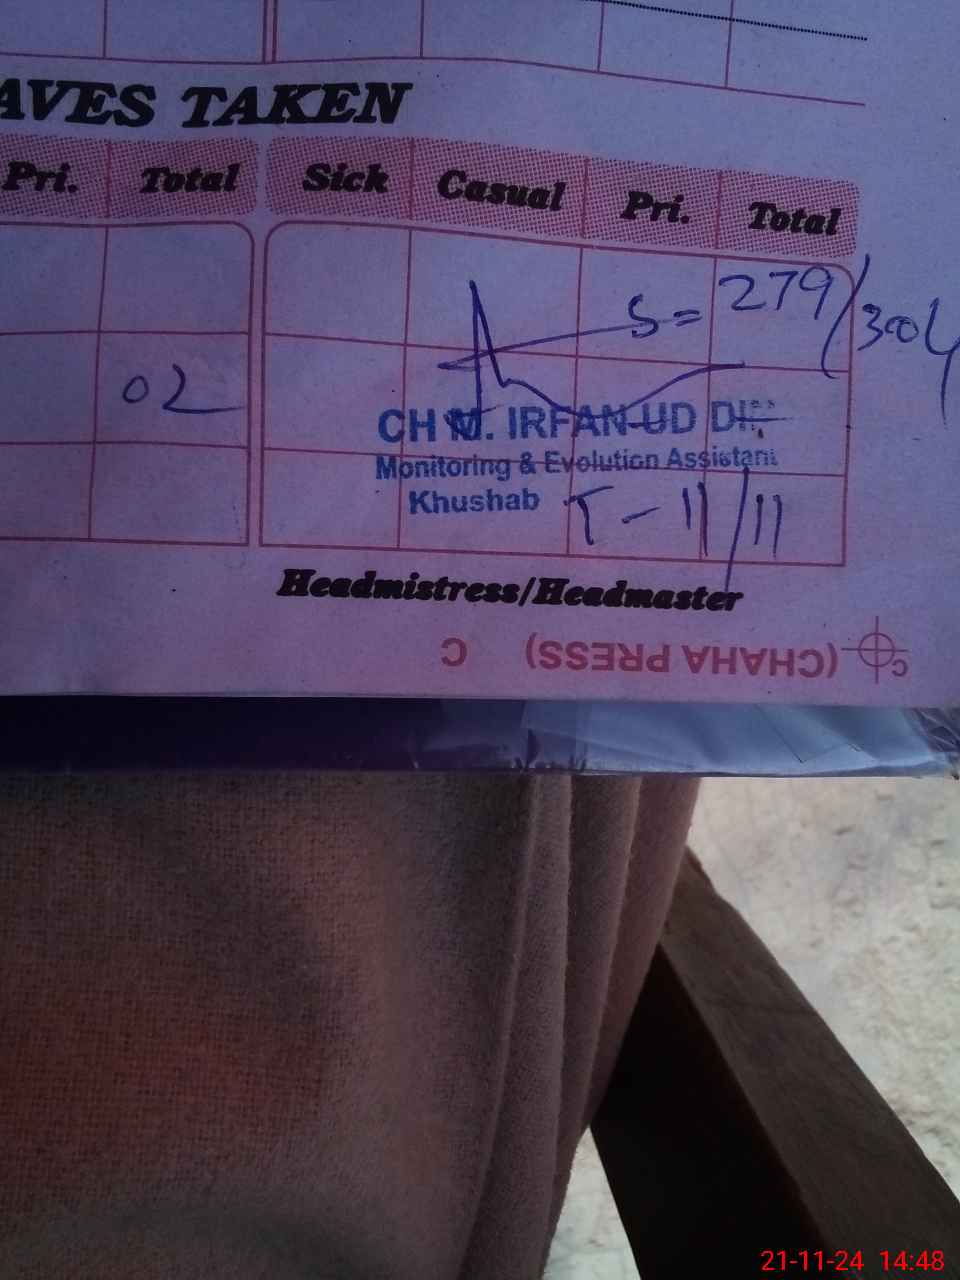 AVES TAKEN
Pri. Total Sick Casual Pri. Total
S = 279/304
02
CH M. IRFAN-UD DIN
Monitoring & Evolution Assistant
Khushab T - 11/11
Headmistress/Headmaster
(CHAHA PRESS) C
C
21-11-24 14:48